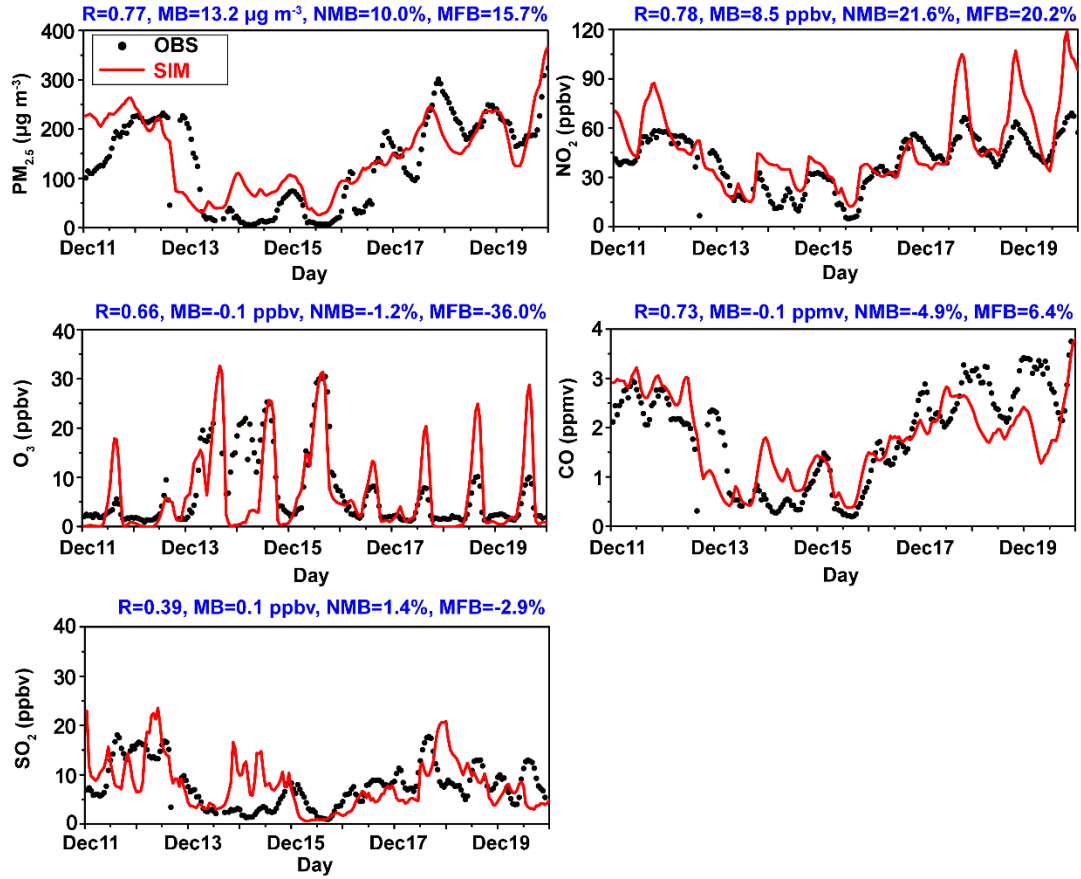 R=0.77, MB=13.2 µg m⁻³, NMB=10.0%, MFB=15.7%
400
300
200
100
0
PM₂.₅ (µg m⁻³)
OBS
SIM
Dec11 Dec13 Dec15 Dec17 Dec19
Day
R=0.78, MB=8.5 ppbv, NMB=21.6%, MFB=20.2%
120
90
60
30
0
NO₂ (ppbv)
Dec11 Dec13 Dec15 Dec17 Dec19
Day
R=0.66, MB=-0.1 ppbv, NMB=-1.2%, MFB=-36.0%
40
30
20
10
0
O₃ (ppbv)
Dec11 Dec13 Dec15 Dec17 Dec19
Day
R=0.73, MB=-0.1 ppmv, NMB=-4.9%, MFB=6.4%
4
3
2
1
0
CO (ppmv)
Dec11 Dec13 Dec15 Dec17 Dec19
Day
R=0.39, MB=0.1 ppbv, NMB=1.4%, MFB=-2.9%
40
30
20
10
0
SO₂ (ppbv)
Dec11 Dec13 Dec15 Dec17 Dec19
Day